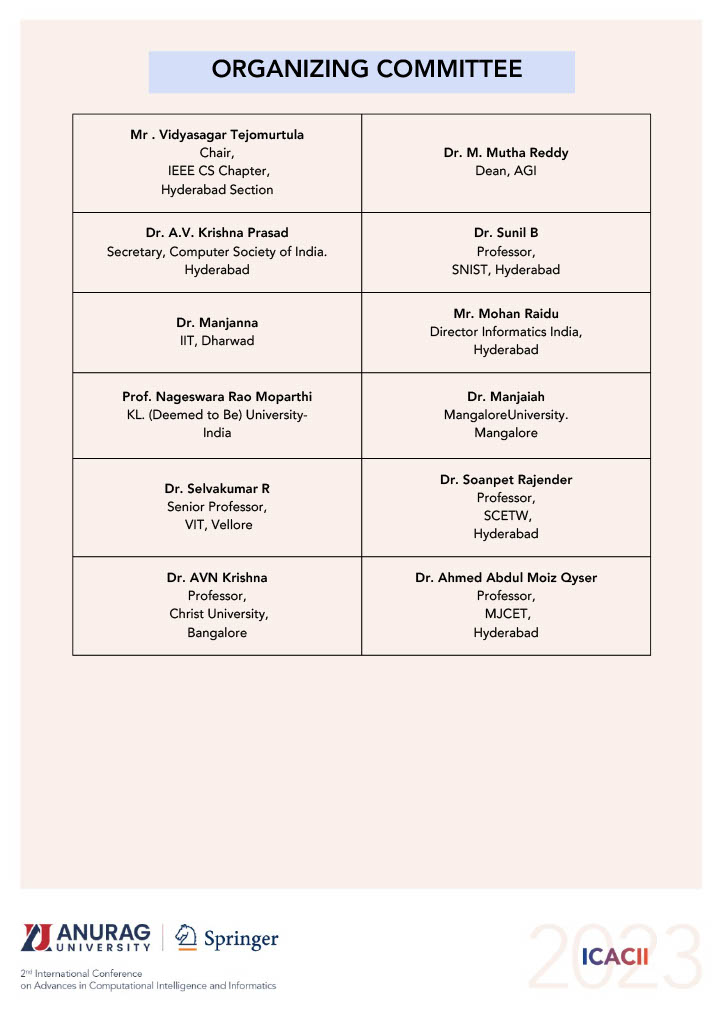 ORGANIZING COMMITTEE
Mr . Vidyasagar Tejomurtula
Chair,
IEEE CS Chapter,
Hyderabad Section
Dr. M. Mutha Reddy
Dean, AGI
Dr. A.V. Krishna Prasad
Secretary, Computer Society of India.
Hyderabad
Dr. Sunil B
Professor,
SNIST, Hyderabad
Dr. Manjanna
IIT, Dharwad
Mr. Mohan Raidu
Director Informatics India,
Hyderabad
Prof. Nageswara Rao Moparthi
KL. (Deemed to Be) University-
India
Dr. Manjaiah
MangaloreUniversity.
Mangalore
Dr. Selvakumar R
Senior Professor,
VIT, Vellore
Dr. Soanpet Rajender
Professor,
SCETW,
Hyderabad
Dr. AVN Krishna
Professor,
Christ University,
Bangalore
Dr. Ahmed Abdul Moiz Qyser
Professor,
MJCET,
Hyderabad
ANURAG
UNIVERSITY
Springer
2nd International Conference
on Advances in Computational Intelligence and Informatics
2023
ICACII